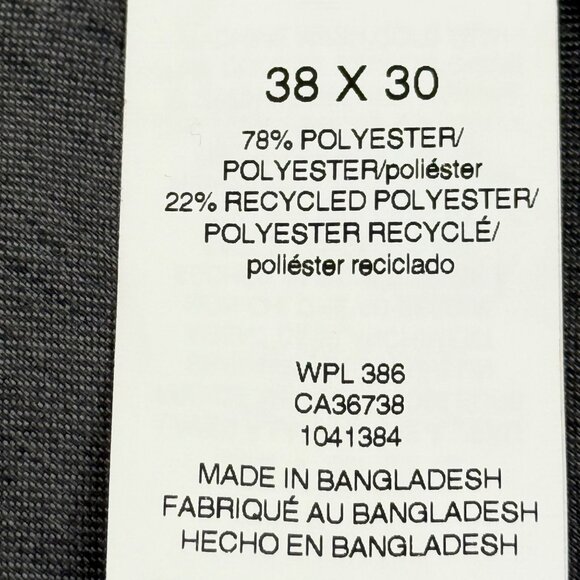 38 X 30
78% POLYESTER/
POLYESTER/poliéster
22% RECYCLED POLYESTER/
POLYESTER RECYCLÉ/
poliéster reciclado
WPL 386
CA36738
1041384
MADE IN BANGLADESH
FABRIQUÉ AU BANGLADESH
HECHO EN BANGLADESH